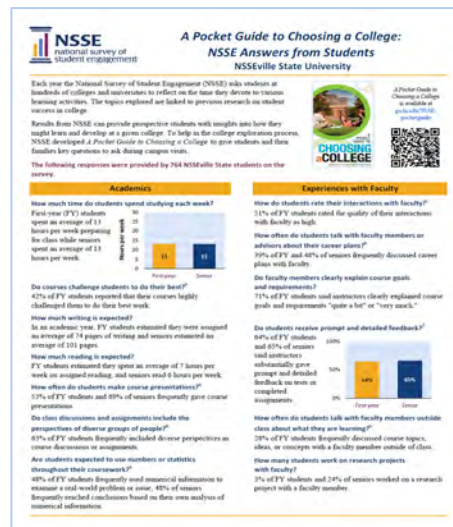 NSSE
national survey of
student engagement
A Pocket Guide to Choosing a College:
NSSE Answers from Students
NSSEville State University
Each year the National Survey of Student Engagement (NSSE) asks students at
hundreds of colleges and universities to reflect on the time they devote to various
learning activities. The topics explored are linked to previous research on student
success in college.
Results from NSSE can provide prospective students with insights into how they
might learn and develop at a given college. To help in the college exploration process,
NSSE developed A Pocket Guide to Choosing a College to give students and their
families key questions to ask during campus visits.
The following responses were provided by 764 NSSEville State students on the
survey.
CHOOSING
a COLLEGE
A Pocket Guide to
Choosing a College
is available at
Academics
How much time do students spend studying each week?
First-year (FY) students
spent an average of 13
hours per week preparing
for class while seniors
spent an average of 13
hours per week.
Hours per week
30
25
20
15
10
5
0
13
13
First-year
Senior
Do courses challenge students to do their best?
42% of FY students reported that their courses highly
challenged them to do their best work.
How much writing is expected?
In an academic year, FY students estimated they were assigned
an average of 74 pages of writing and seniors estimated an
average of 101 pages.
How much reading is expected?
FY students estimated they spent an average of 7 hours per
week on assigned reading, and seniors read 6 hours per week.
How often do students make course presentations?
53% of FY students and 69% of seniors frequently gave course
presentations.
Do class discussions and assignments include the
perspectives of diverse groups of people?
63% of FY students frequently included diverse perspectives in
course discussions or assignments.
Are students expected to use numbers or statistics
throughout their coursework?
48% of FY students frequently used numerical information to
examine a real-world problem or issue; 48% of seniors
frequently reached conclusions based on their own analysis of
numerical information.
Experiences with Faculty
How do students rate their interactions with faculty?
51% of FY students rated the quality of their interactions
with faculty as high.
How often do students talk with faculty members or
advisors about their career plans?
39% of FY and 48% of seniors frequently discussed career
plans with faculty.
Do faculty members clearly explain course goals
and requirements?
71% of FY students said instructors clearly explained course
goals and requirements "quite a bit" or "very much."
Do students receive prompt and detailed feedback?
64% of FY students
and 65% of seniors
said instructors
substantially gave
prompt and detailed
feedback on tests or
completed
assignments.
100%
50%
0%
64%
65%
First-year
Senior
How often do students talk with faculty members outside
class about what they are learning?
28% of FY students frequently discussed course topics,
ideas, or concepts with a faculty member outside of class.
How many students work on research projects
with faculty?
3% of FY students and 24% of seniors worked on a research
project with a faculty member.